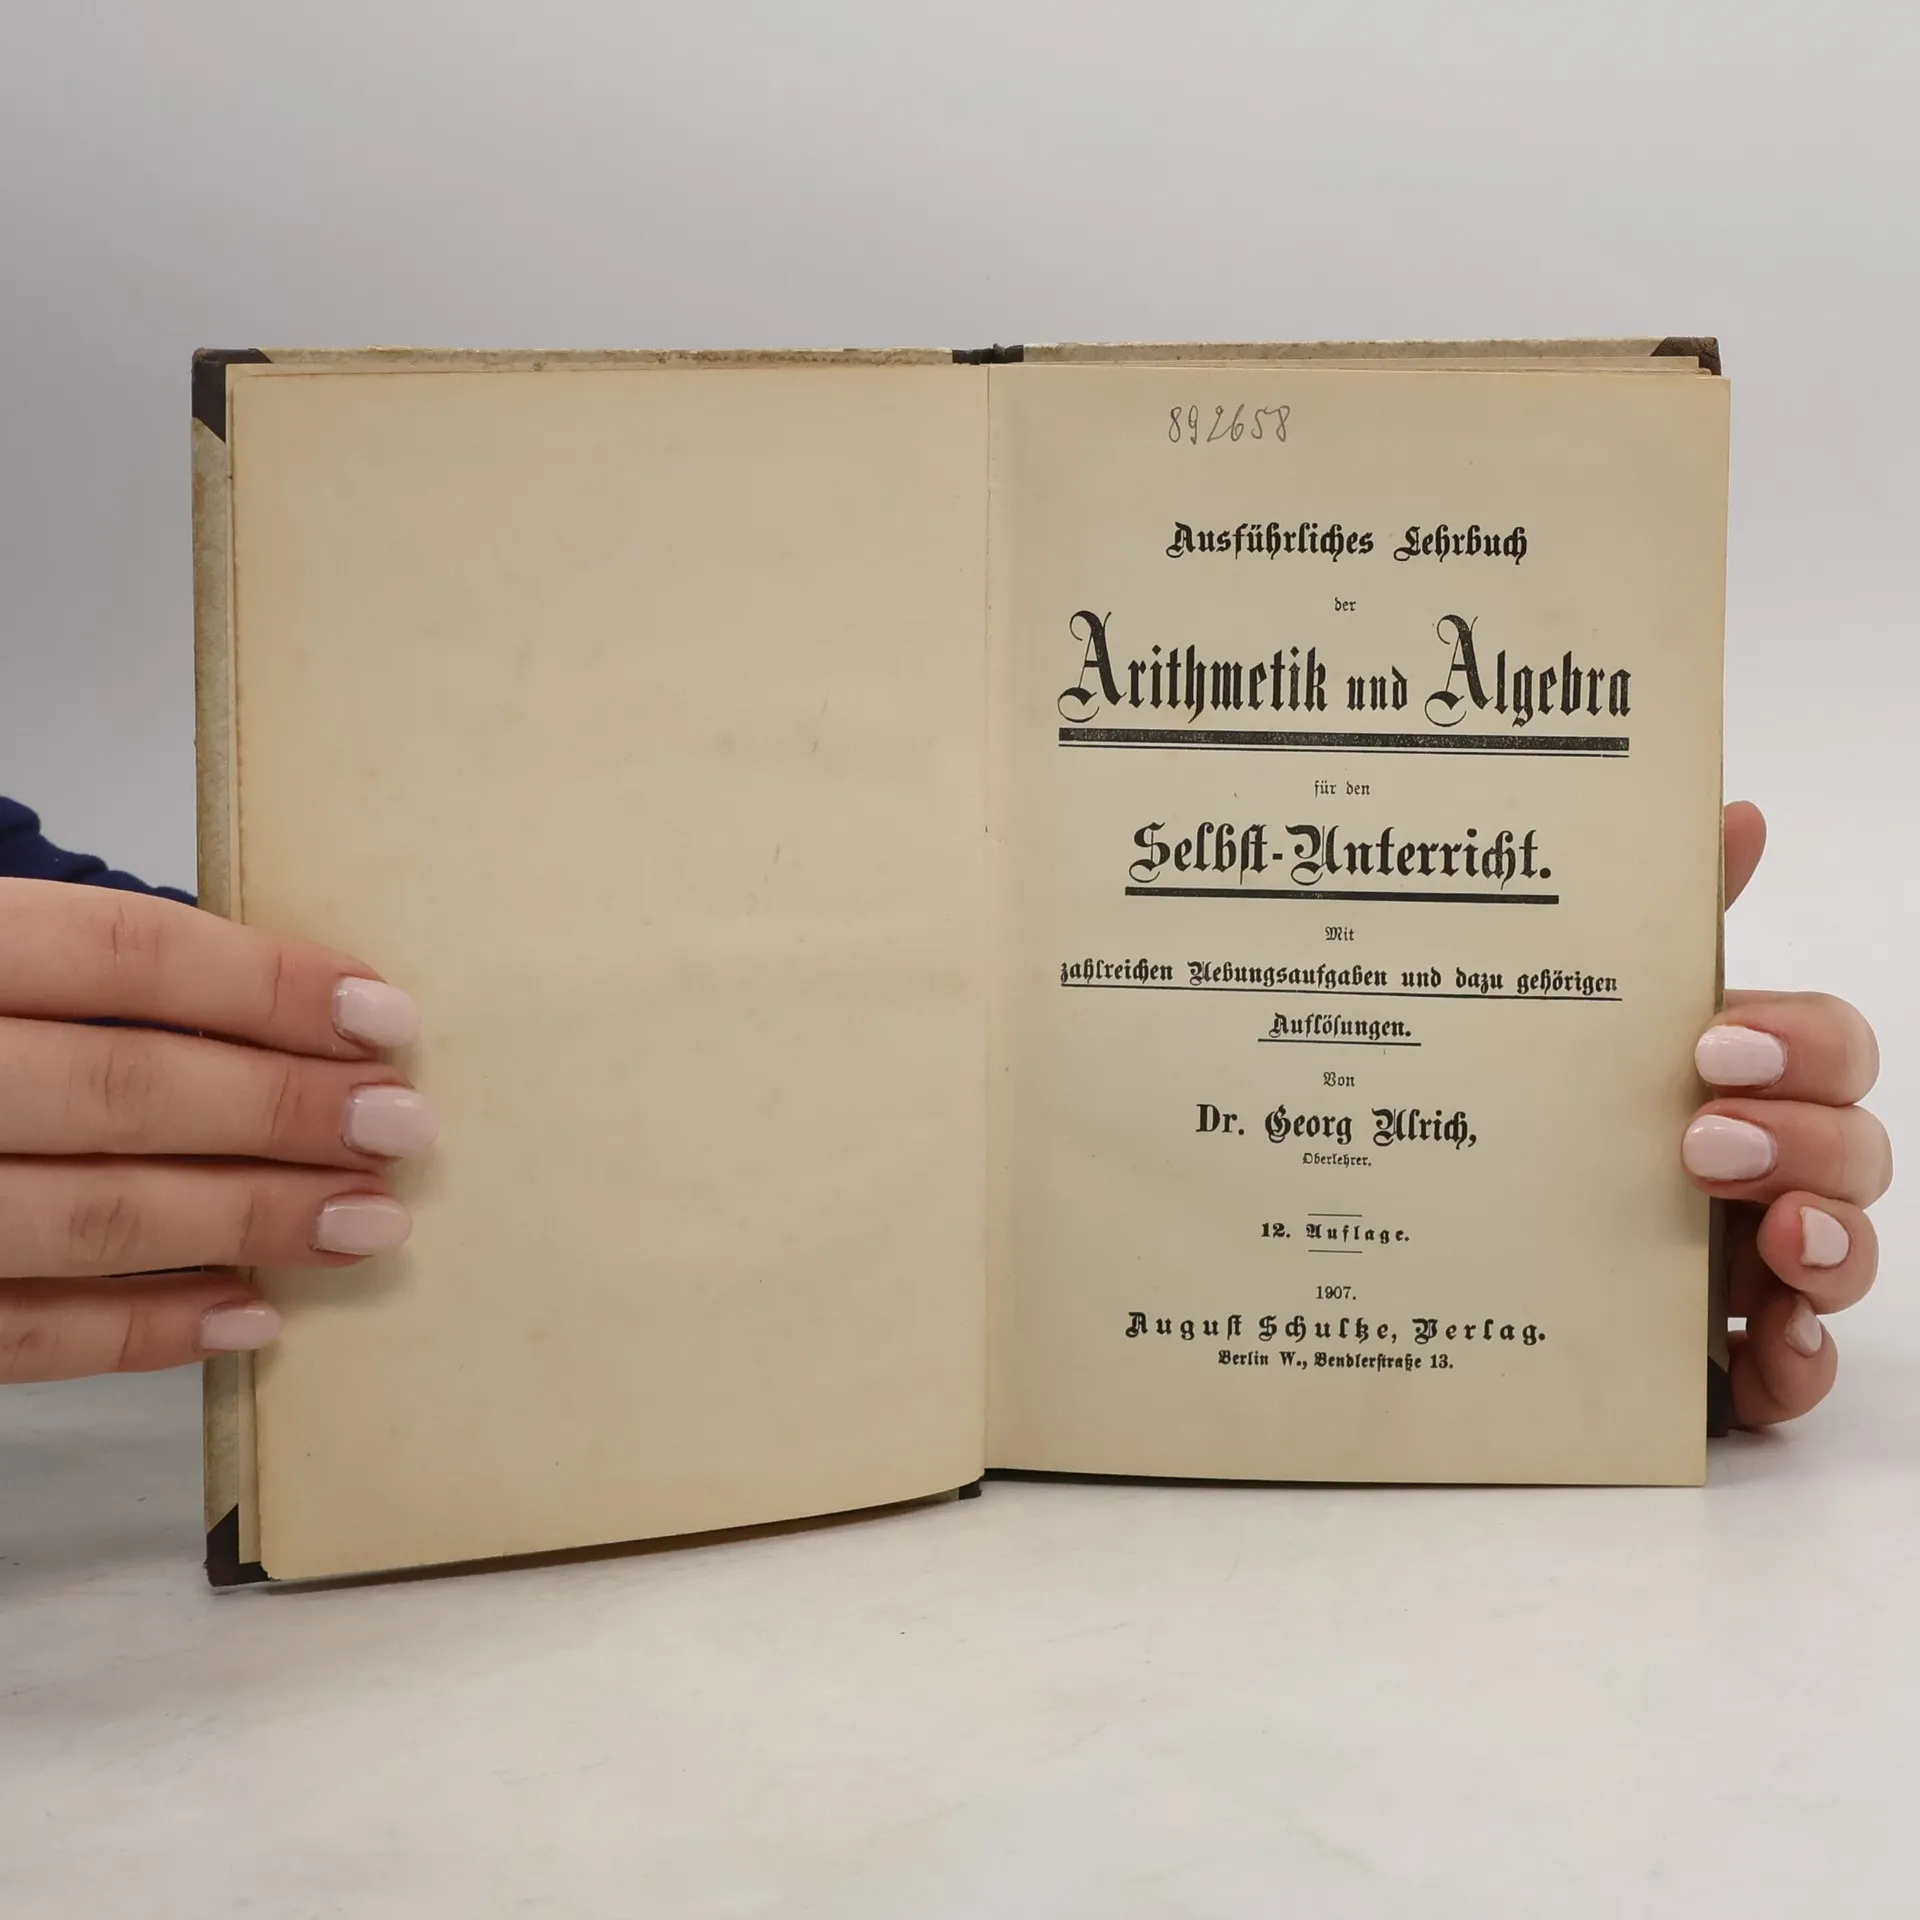 892658
Ausführliches Lehrbuch
der
Arithmetik und Algebra
für den
Selbst-Unterricht.
Mit
zahlreichen Uebungsaufgaben und dazu gehörigen
Auflösungen.
Von
Dr. Georg Ulrich,
Oberlehrer.
12. Auflage.
1907.
August Schultze, Verlag.
Berlin W., Bendlerstraße 13.